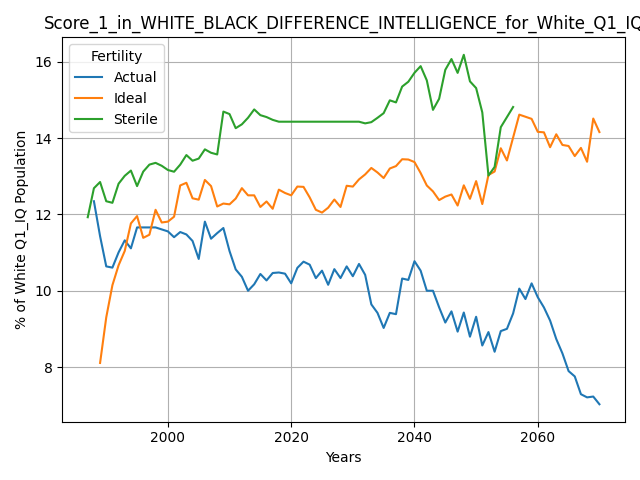 Score_1_in_WHITE_BLACK_DIFFERENCE_INTELLIGENCE_for_White_Q1_IQ
Fertility
Actual
Ideal
Sterile
% of White Q1_IQ Population
16
14
12
10
8
2000
2020
2040
2060
Years